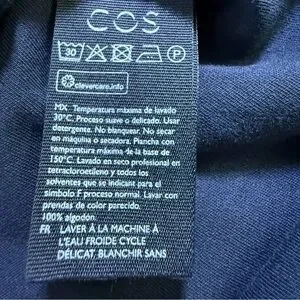 COS
30 P
clevercare.info
MX Temperatura máxima de lavado
30°C. Proceso suave o delicado. Usar
detergente. No blanquear. No secar
en máquina o secadora. Plancha con
temperatura máxima de la base de
150°C. Lavado en seco profesional en
tetracloroetileno y todos los
solventes que se indicant para el
símbolo F proceso normal. Lavar con
prendas de color parecido.
100% algodón.
FR LAVER À LA MACHINE À
L'EAU FROIDE CYCLE
DÉLICAT BLANCHIR SANS